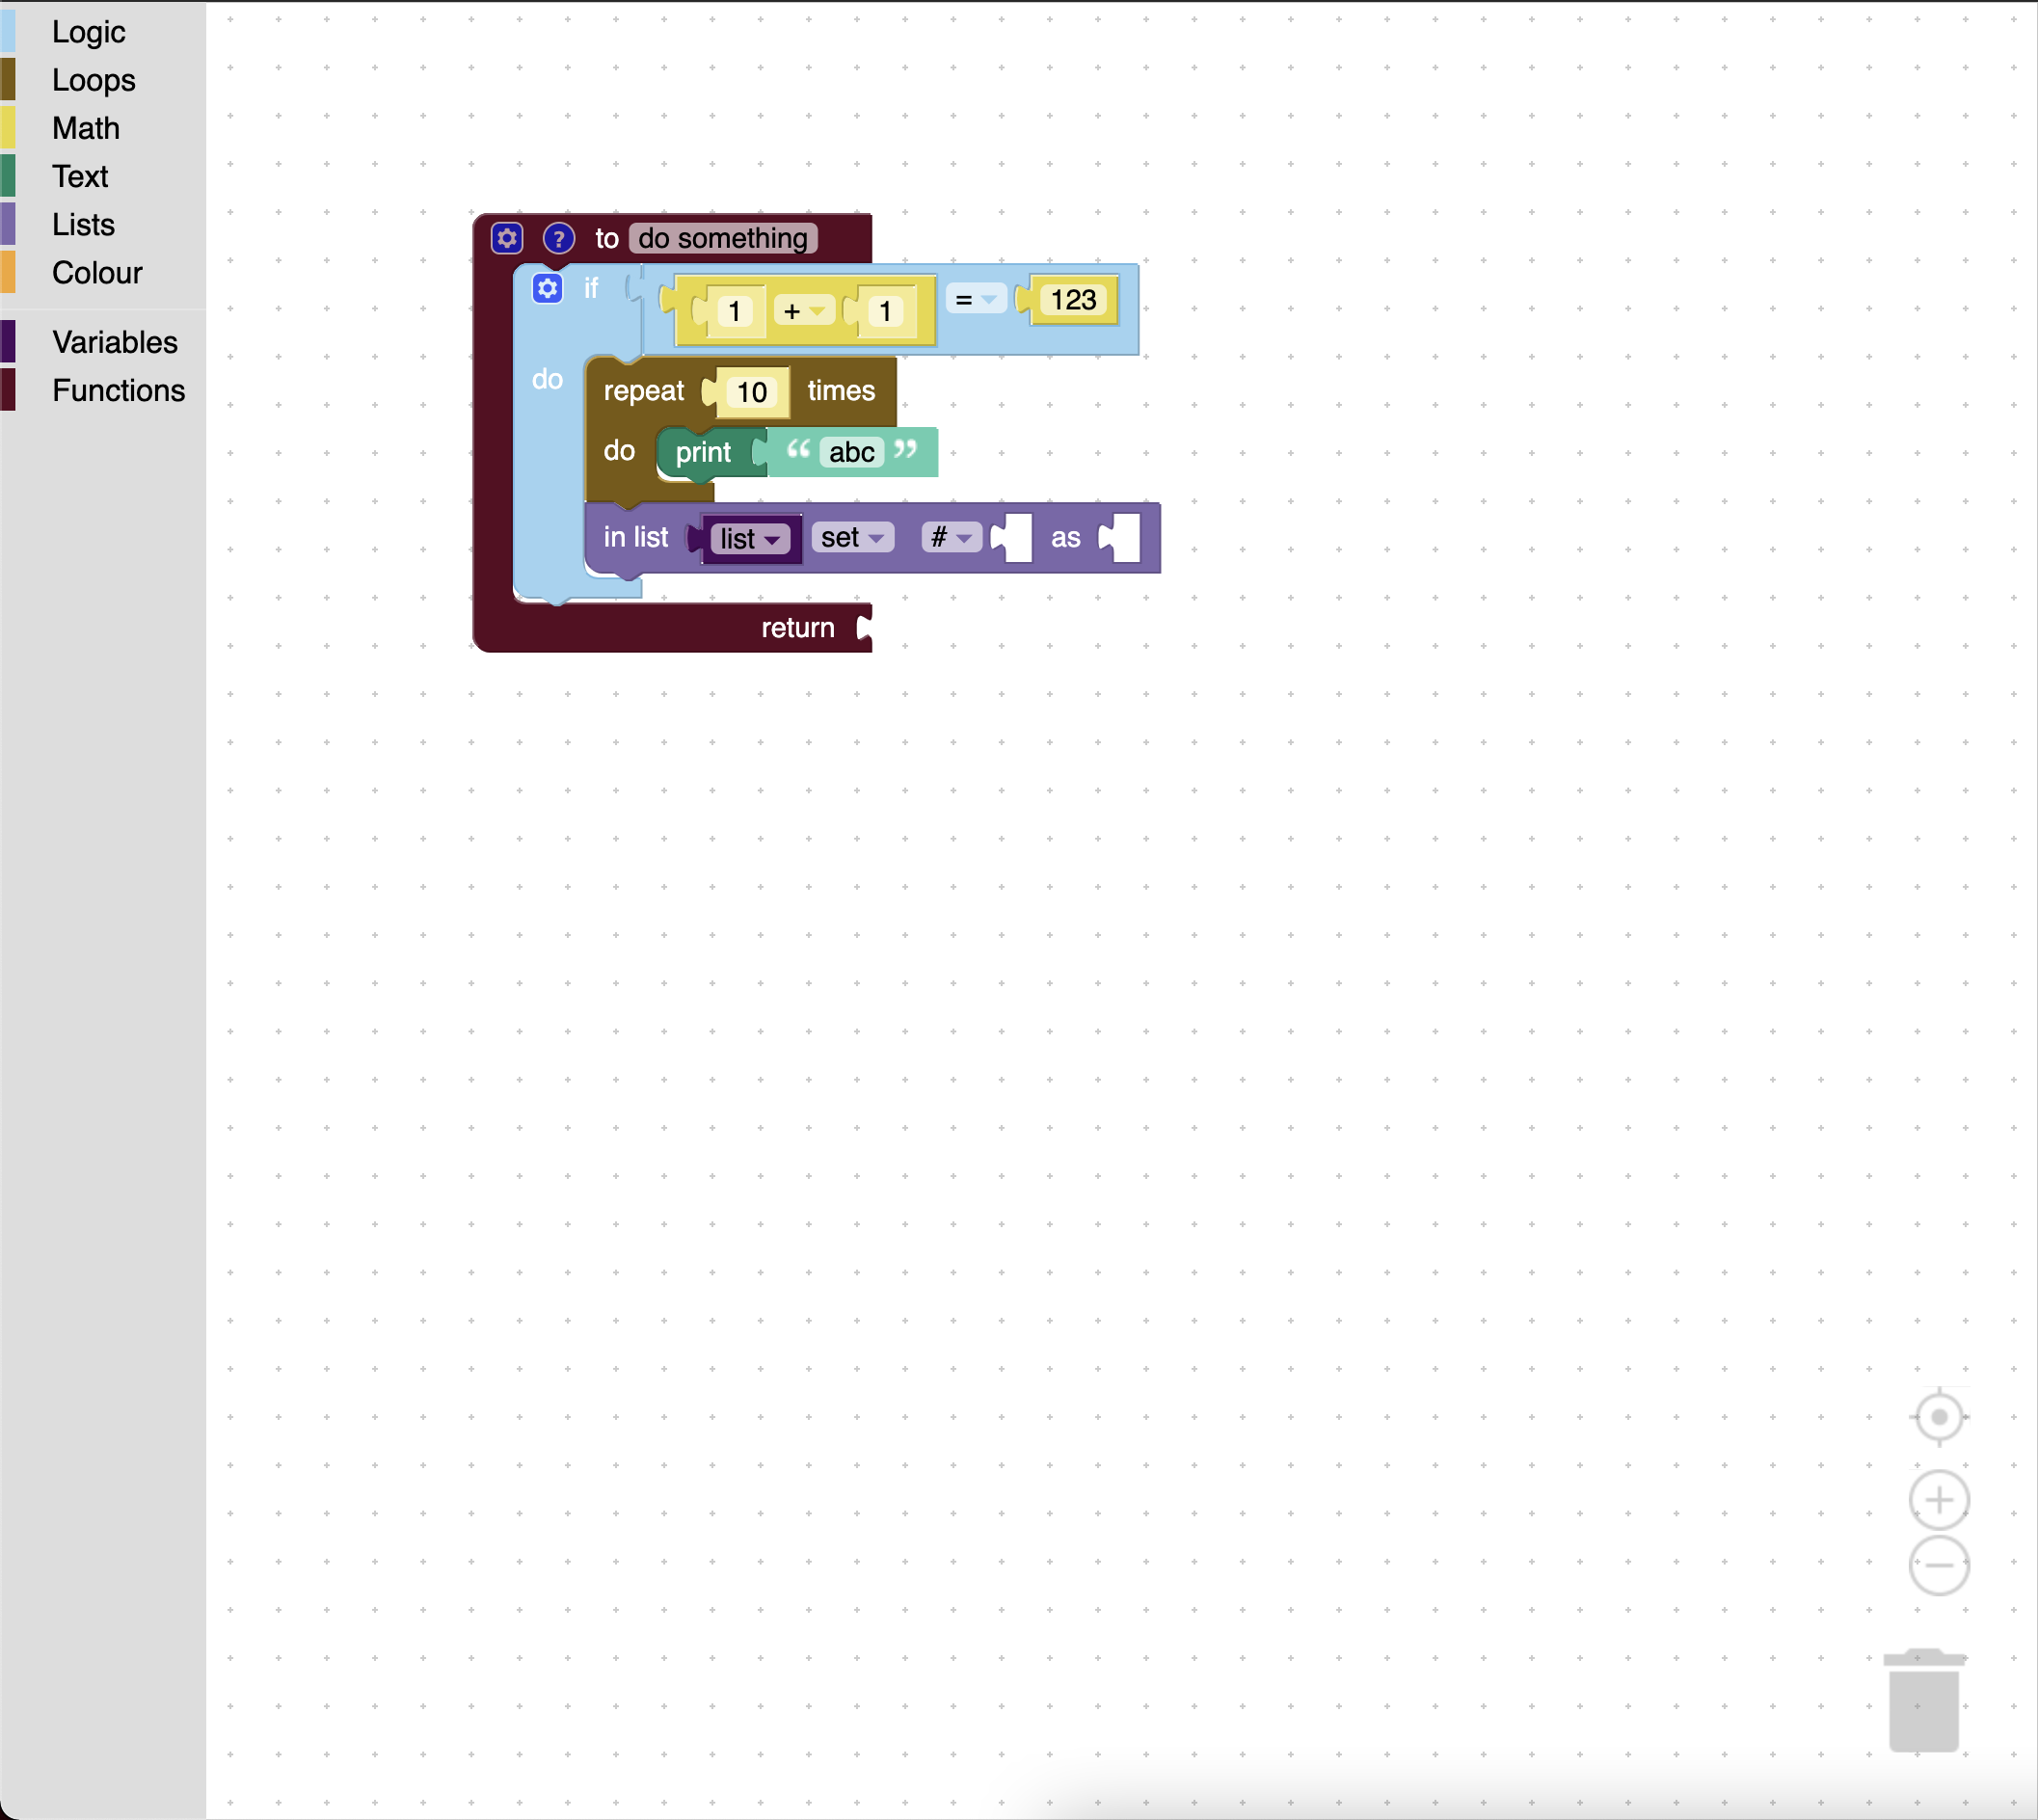 Logic
Loops
Math
Text
Lists
Colour
Variables
Functions
? to do something
if 1 + 1 = 123
do repeat 10 times
do print “ abc ”
in list list set # as
return